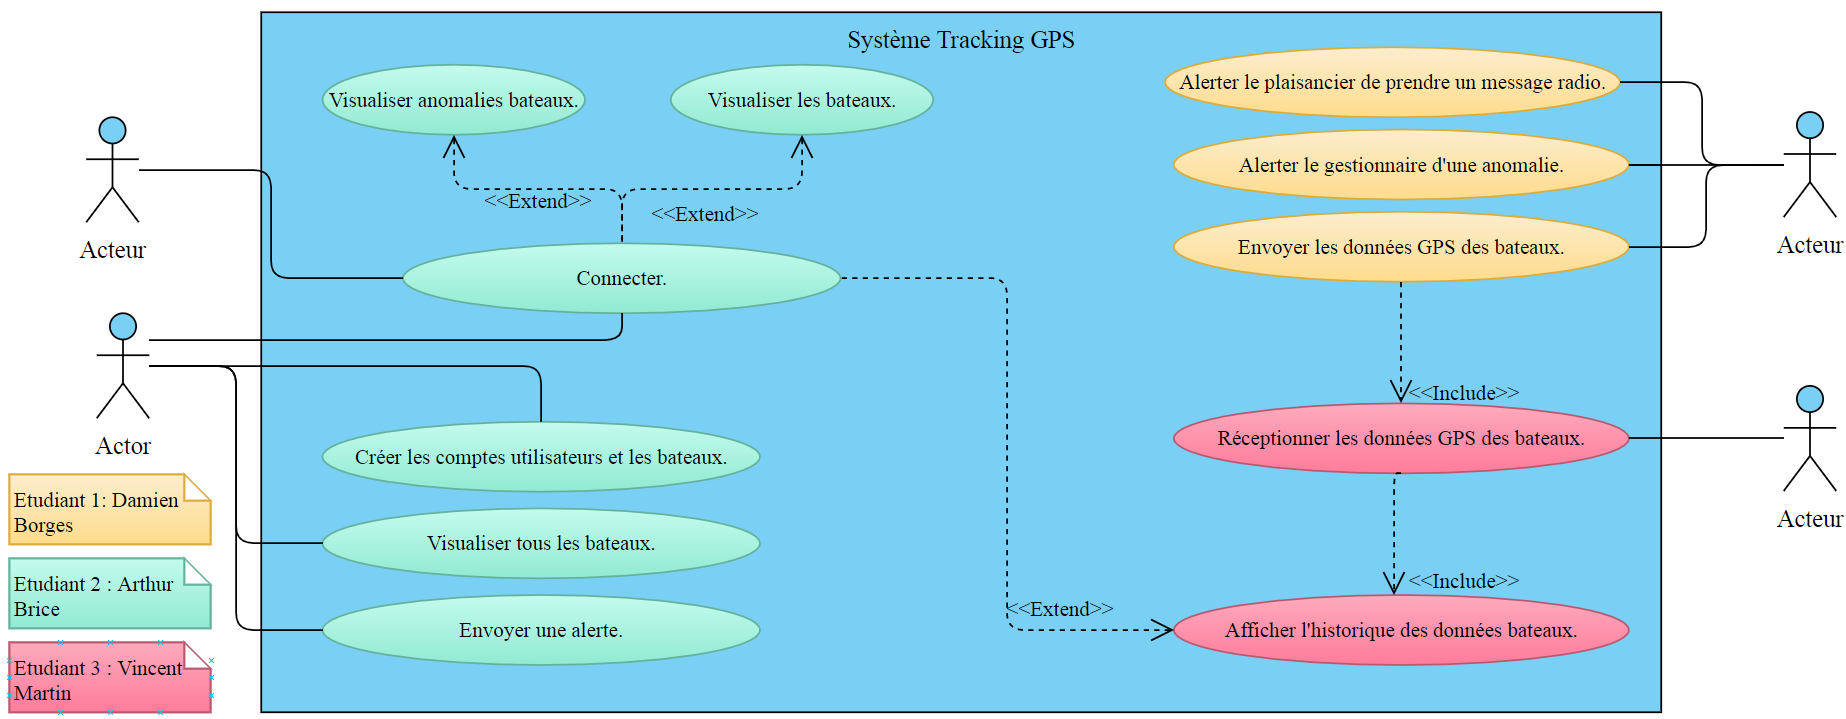 Système Tracking GPS
Visualiser anomalies bateaux.
Visualiser les bateaux.
Alerter le plaisancier de prendre un message radio.
Alerter le gestionnaire d'une anomalie.
Envoyer les données GPS des bateaux.
<<Extend>>
<<Extend>>
Acteur
Acteur
Connecter.
<<Include>>
Actor
Créer les comptes utilisateurs et les bateaux.
Réceptionner les données GPS des bateaux.
Acteur
Etudiant 1: Damien
Borges
Visualiser tous les bateaux.
Etudiant 2 : Arthur
Brice
<<Include>>
<<Extend>>
Envoyer une alerte.
Afficher l'historique des données bateaux.
Etudiant 3 : Vincent
Martin